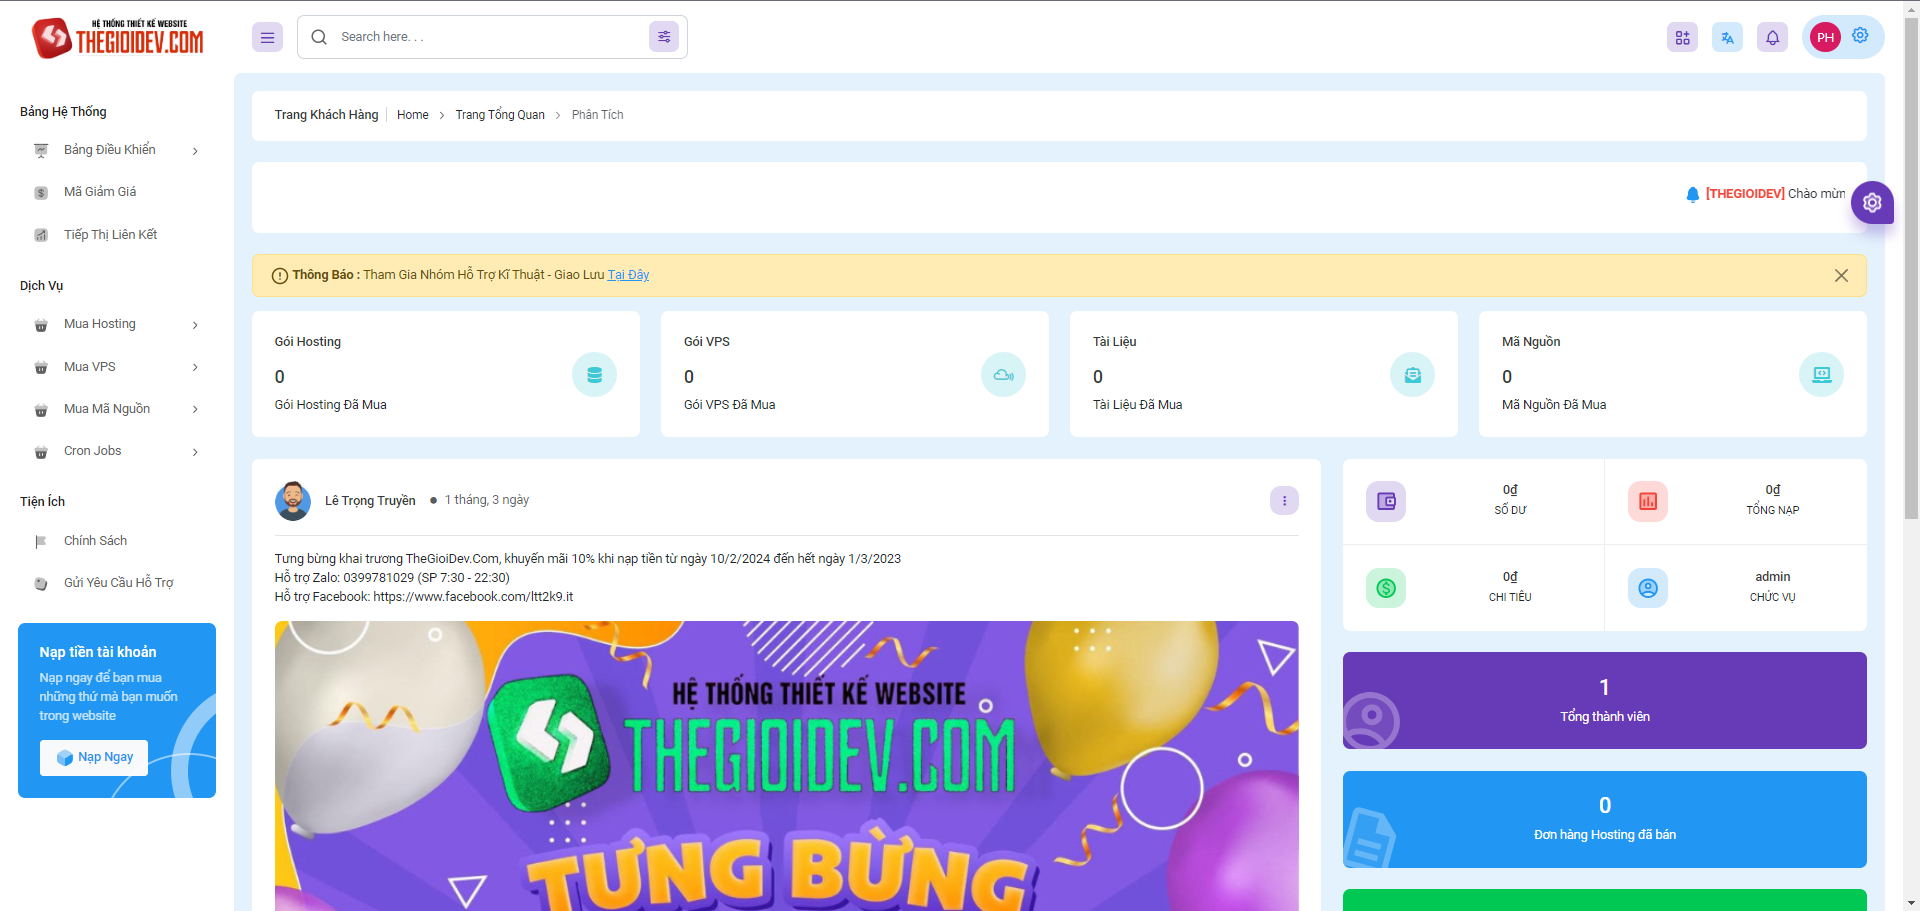 HỆ THỐNG THIẾT KẾ WEBSITE
THEGIOIDEV.COM
Search here. . .
PH
Bảng Hệ Thống
Bảng Điều Khiển
Mã Giảm Giá
Tiếp Thị Liên Kết
Dịch Vụ
Mua Hosting
Mua VPS
Mua Mã Nguồn
Cron Jobs
Tiện Ích
Chính Sách
Gửi Yêu Cầu Hỗ Trợ
Nạp tiền tài khoản
Nạp ngay để bạn mua
những thứ mà bạn muốn
trong website
Nạp Ngay
Trang Khách Hàng Home > Trang Tổng Quan > Phân Tích
[THEGIOIDEV] Chào mừn
Thông Báo : Tham Gia Nhóm Hỗ Trợ Kĩ Thuật - Giao Lưu Tại Đây
Gói Hosting
0
Gói Hosting Đã Mua
Gói VPS
0
Gói VPS Đã Mua
Tài Liệu
0
Tài Liệu Đã Mua
Mã Nguồn
0
Mã Nguồn Đã Mua
Lê Trọng Truyền ● 1 tháng, 3 ngày
Tưng bừng khai trương TheGioiDev.Com, khuyến mãi 10% khi nạp tiền từ ngày 10/2/2024 đến hết ngày 1/3/2023
Hỗ trợ Zalo: 0399781029 (SP 7:30 - 22:30)
Hỗ trợ Facebook: https://www.facebook.com/ltt2k9.it
HỆ THỐNG THIẾT KẾ WEBSITE
THEGIOIDEV.COM
TƯNG BỪNG
0₫
SỐ DƯ
0₫
TỔNG NẠP
0₫
CHI TIÊU
admin
CHỨC VỤ
1
Tổng thành viên
0
Đơn hàng Hosting đã bán